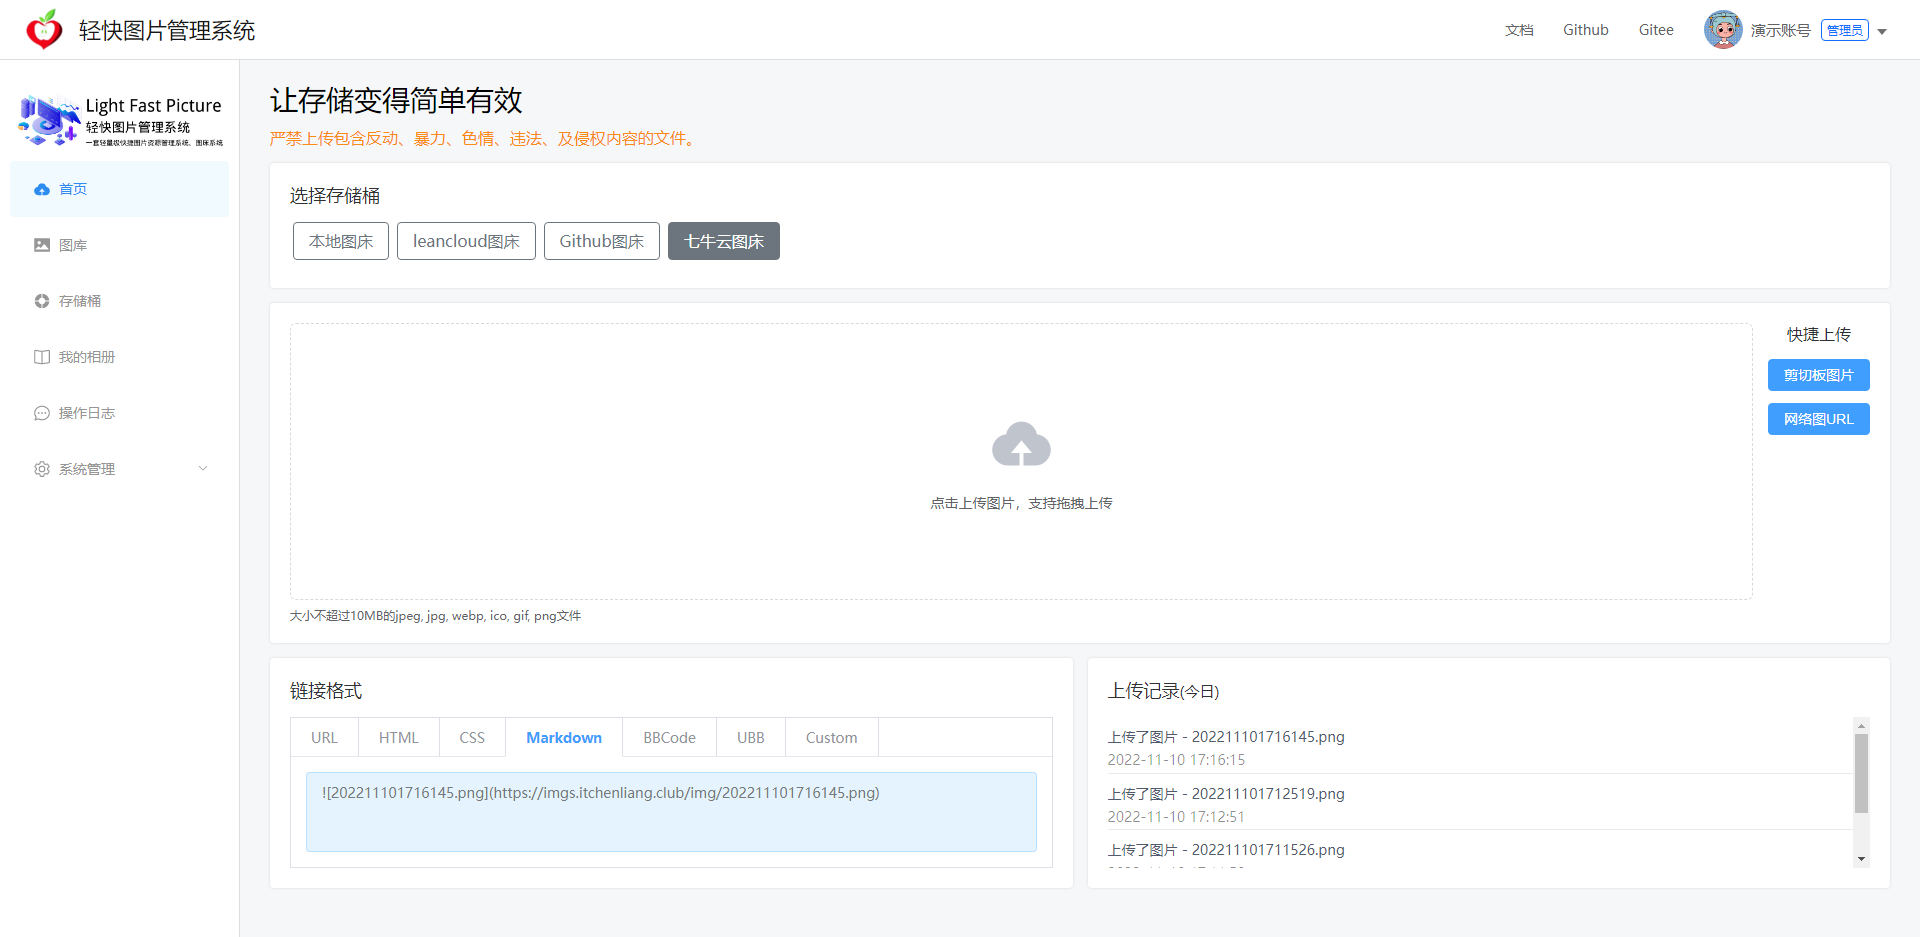 轻快图片管理系统
文档 Github Gitee 演示账号 管理员
Light Fast Picture
轻快图片管理系统
一套轻量级快捷图片资源管理系统、图床系统
首页
图库
存储桶
我的相册
操作日志
系统管理
让存储变得简单有效
严禁上传包含反动、暴力、色情、违法、及侵权内容的文件。
选择存储桶
本地图床 leancloud图床 Github图床 七牛云图床
点击上传图片，支持拖拽上传
大小不超过10MB的jpeg, jpg, webp, ico, gif, png文件
快捷上传
剪切板图片
网络图URL
链接格式
URL HTML CSS Markdown BBCode UBB Custom
![202211101716145.png](https://imgs.itchenliang.club/img/202211101716145.png)
上传记录(今日)
上传了图片 - 202211101716145.png
2022-11-10 17:16:15
上传了图片 - 202211101712519.png
2022-11-10 17:12:51
上传了图片 - 202211101711526.png